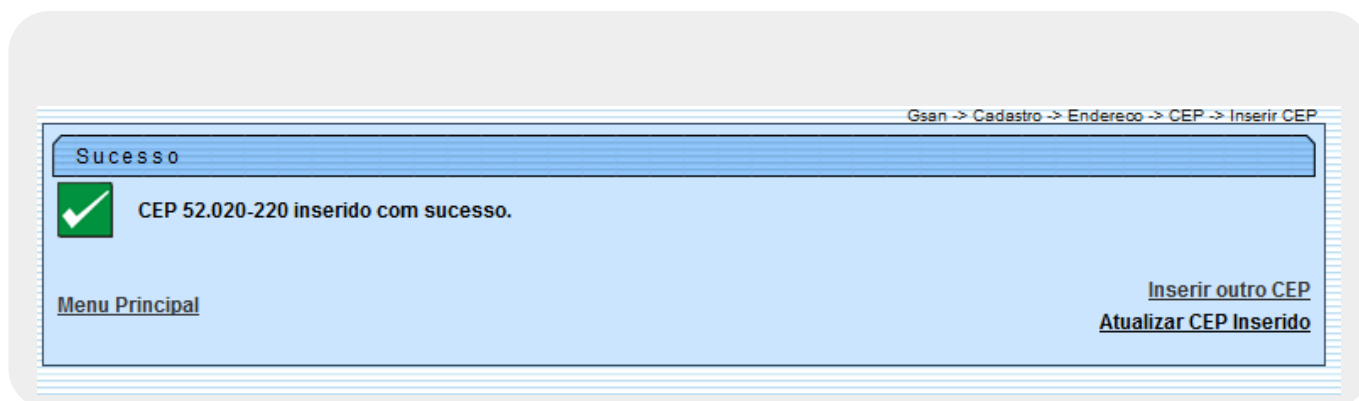 Gsan -> Cadastro -> Endereco -> CEP -> Inserir CEP
Sucesso
CEP 52.020-220 inserido com sucesso.
Inserir outro CEP
Menu Principal
Atualizar CEP Inserido